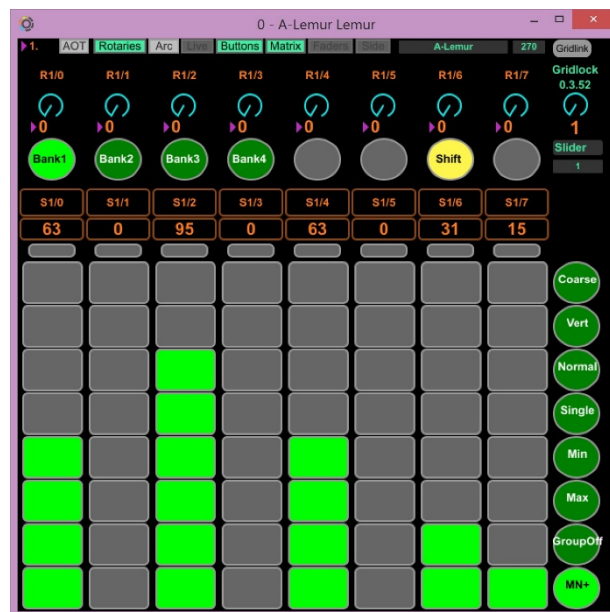 0 - A-Lemur Lemur
1. AOT Rotaries Arc Live Buttons Matrix Faders Side A-Lemur 270 Gridlink
R1/0 R1/1 R1/2 R1/3 R1/4 R1/5 R1/6 R1/7 Gridlock
0.3.52
0 0 0 0 0 0 0 0 1
Bank1 Bank2 Bank3 Bank4 Shift Slider
1
S1/0 S1/1 S1/2 S1/3 S1/4 S1/5 S1/6 S1/7
63 0 95 0 63 0 31 15
Coarse
Vert
Normal
Single
Min
Max
GroupOff
MN+